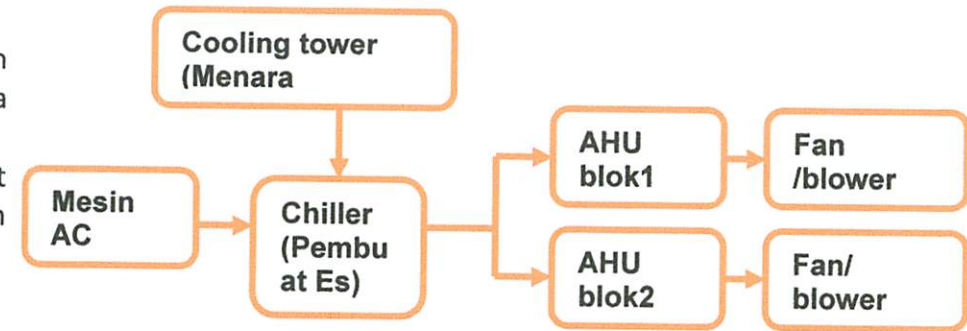 n
a
t
n
Cooling tower
(Menara
Mesin
AC
Chiller
(Pembu
at Es)
AHU
blok1
Fan
/blower
AHU
blok2
Fan/
blower